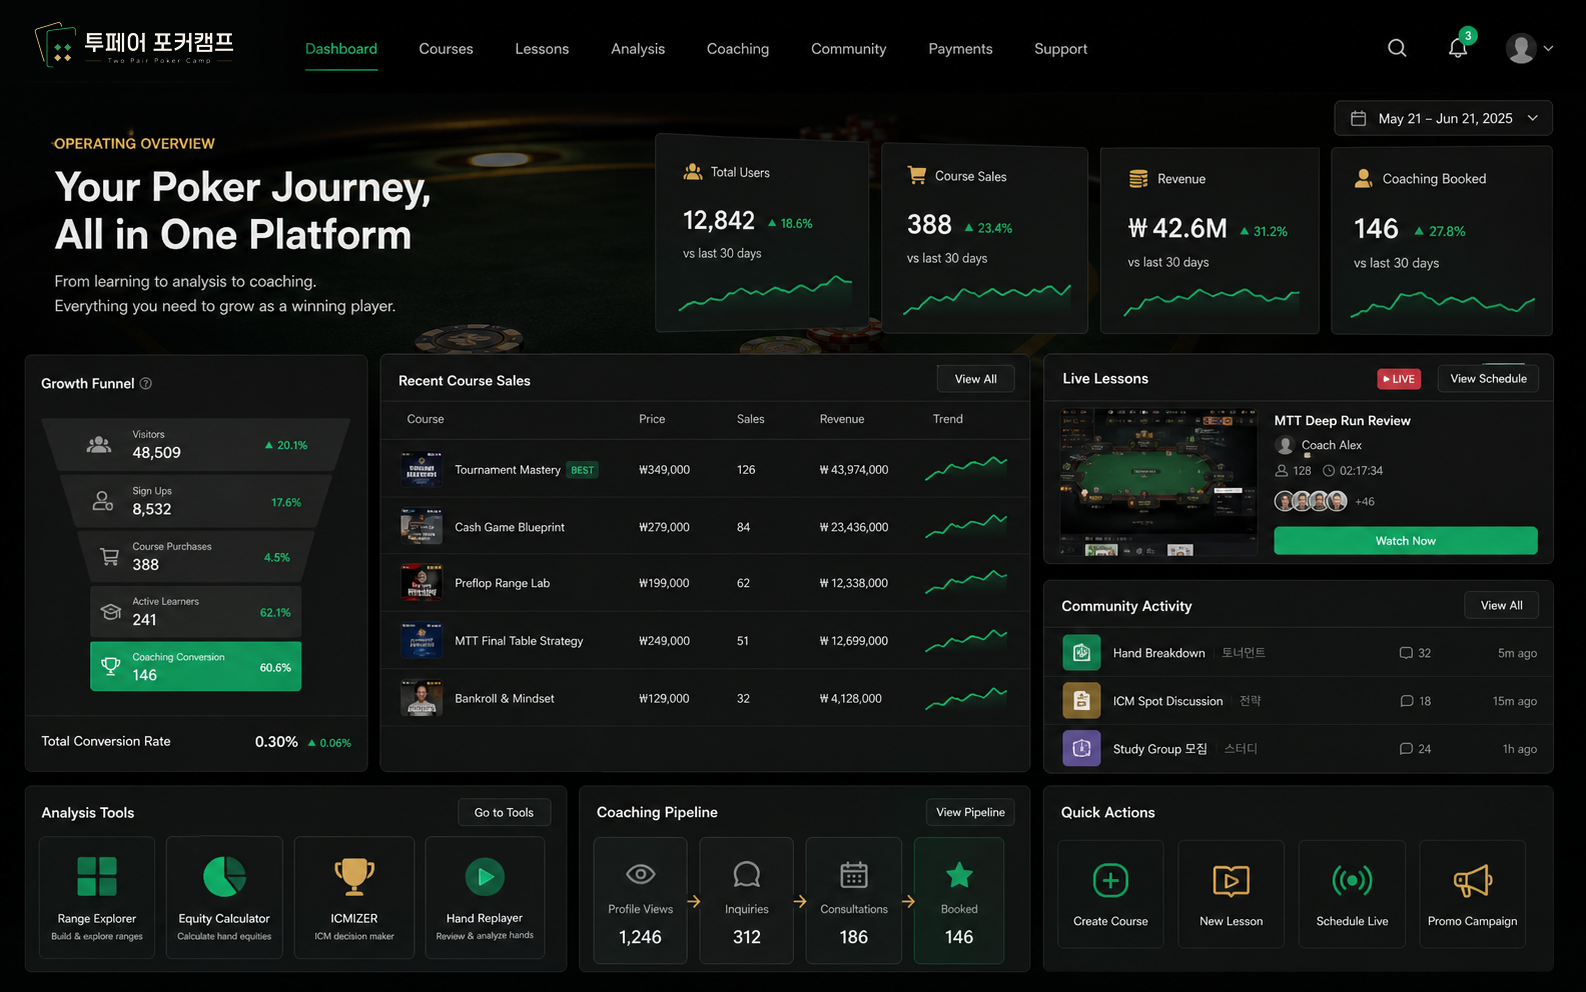 투페어 포커캠프
Two Pair Poker Camp
Dashboard
Courses
Lessons
Analysis
Coaching
Community
Payments
Support
3
May 21 – Jun 21, 2025
OPERATING OVERVIEW
Your Poker Journey,
All in One Platform
From learning to analysis to coaching.
Everything you need to grow as a winning player.
Total Users
12,842 ▲ 18.6%
vs last 30 days
Course Sales
388 ▲ 23.4%
vs last 30 days
Revenue
₩ 42.6M ▲ 31.2%
vs last 30 days
Coaching Booked
146 ▲ 27.8%
vs last 30 days
Growth Funnel ?
Visitors
48,509 ▲ 20.1%
Sign Ups
8,532 17.6%
Course Purchases
388 4.5%
Active Learners
241 62.1%
Coaching Conversion
146 60.6%
Total Conversion Rate 0.30% ▲ 0.06%
Recent Course Sales
View All
Course Price Sales Revenue Trend
Tournament Mastery BEST ₩349,000 126 ₩ 43,974,000
Cash Game Blueprint ₩279,000 84 ₩ 23,436,000
Preflop Range Lab ₩199,000 62 ₩ 12,338,000
MTT Final Table Strategy ₩249,000 51 ₩ 12,699,000
Bankroll & Mindset ₩129,000 32 ₩ 4,128,000
Live Lessons
LIVE
View Schedule
MTT Deep Run Review
Coach Alex
128 02:17:34
+46
Watch Now
Community Activity
View All
Hand Breakdown 토너먼트 32 5m ago
ICM Spot Discussion 전략 18 15m ago
Study Group 모집 스터디 24 1h ago
Analysis Tools
Go to Tools
Range Explorer
Build & explore ranges
Equity Calculator
Calculate hand equities
ICMIZER
ICM decision maker
Hand Replayer
Review & analyze hands
Coaching Pipeline
View Pipeline
Profile Views
1,246
Inquiries
312
Consultations
186
Booked
146
Quick Actions
Create Course
New Lesson
Schedule Live
Promo Campaign